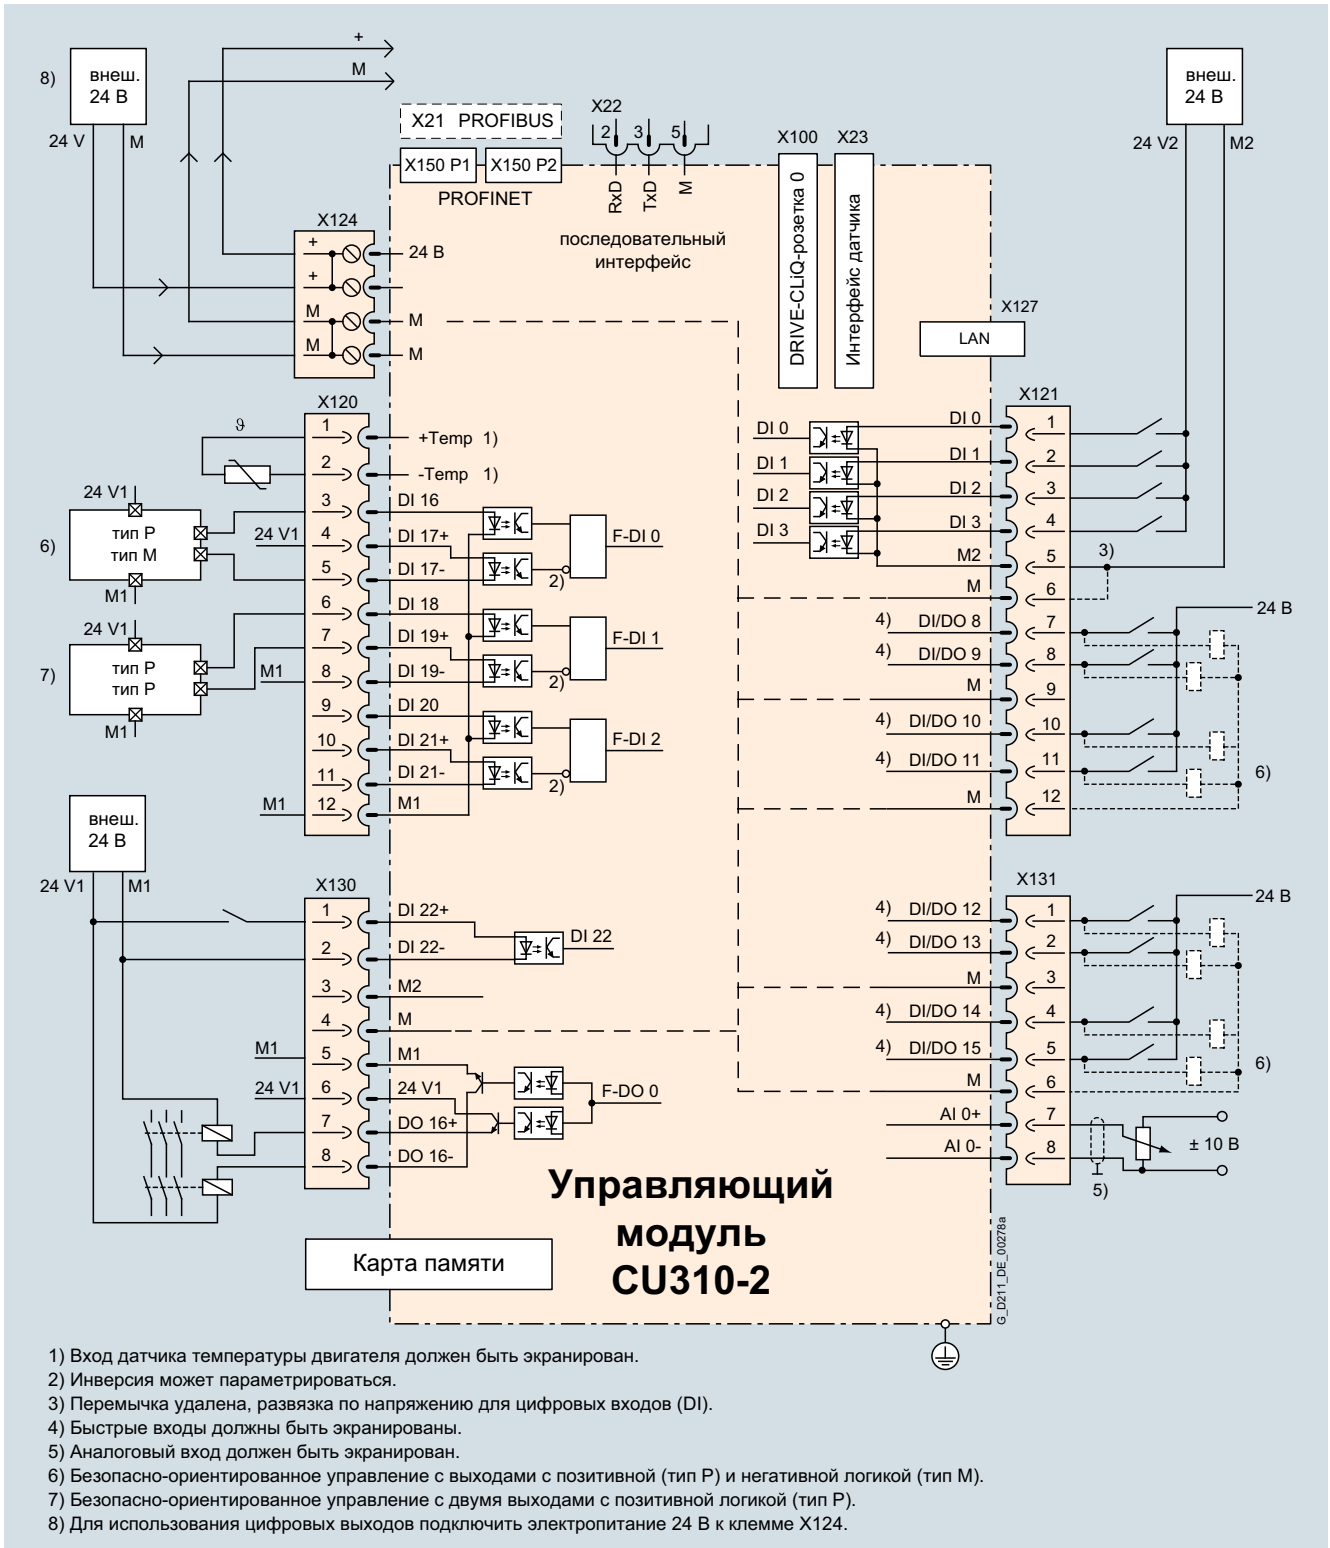 +
M
8)
внеш.
24 В
24 V
M
внеш.
24 В
24 V2
M2
X21 PROFIBUS
X150 P1
X150 P2
PROFINET
X22
2
3
5
RxD
TxD
M
последовательный
интерфейс
X100
X23
DRIVE-CLiQ-розетка 0
Интерфейс датчика
X127
LAN
X124
+
24 В
+
M
M
M
M
X120
ϑ
1
+Temp 1)
2
-Temp 1)
3
DI 16
4
24 V1
DI 17+
5
DI 17-
6
DI 18
7
DI 19+
8
M1
DI 19-
9
DI 20
10
DI 21+
11
DI 21-
12
M1
M1
24 V1
6)
тип P
тип M
M1
24 V1
7)
тип P
тип P
M1
F-DI 0
2)
F-DI 1
2)
F-DI 2
2)
X121
DI 0
DI 0
1
DI 1
DI 1
2
DI 2
DI 2
3
DI 3
DI 3
4
M2
5
3)
M
6
24 В
4)
DI/DO 8
7
4)
DI/DO 9
8
M
9
4)
DI/DO 10
10
4)
DI/DO 11
11
6)
M
12
внеш.
24 В
24 V1
M1
X130
1
DI 22+
DI 22
2
DI 22-
3
M2
4
M
M1
5
M1
24 V1
6
24 V1
F-DO 0
7
DO 16+
8
DO 16-
X131
24 В
4)
DI/DO 12
1
4)
DI/DO 13
2
M
3
4)
DI/DO 14
4
4)
DI/DO 15
5
6)
M
6
AI 0+
7
± 10 В
AI 0-
8
5)
Управляющий
модуль
CU310-2
Карта памяти
G_D211_DE_00278a
1) Вход датчика температуры двигателя должен быть экранирован.
2) Инверсия может параметрироваться.
3) Перемычка удалена, развязка по напряжению для цифровых входов (DI).
4) Быстрые входы должны быть экранированы.
5) Аналоговый вход должен быть экранирован.
6) Безопасно-ориентированное управление с выходами с позитивной (тип P) и негативной логикой (тип M).
7) Безопасно-ориентированное управление с двумя выходами с позитивной логикой (тип P).
8) Для использования цифровых выходов подключить электропитание 24 В к клемме X124.